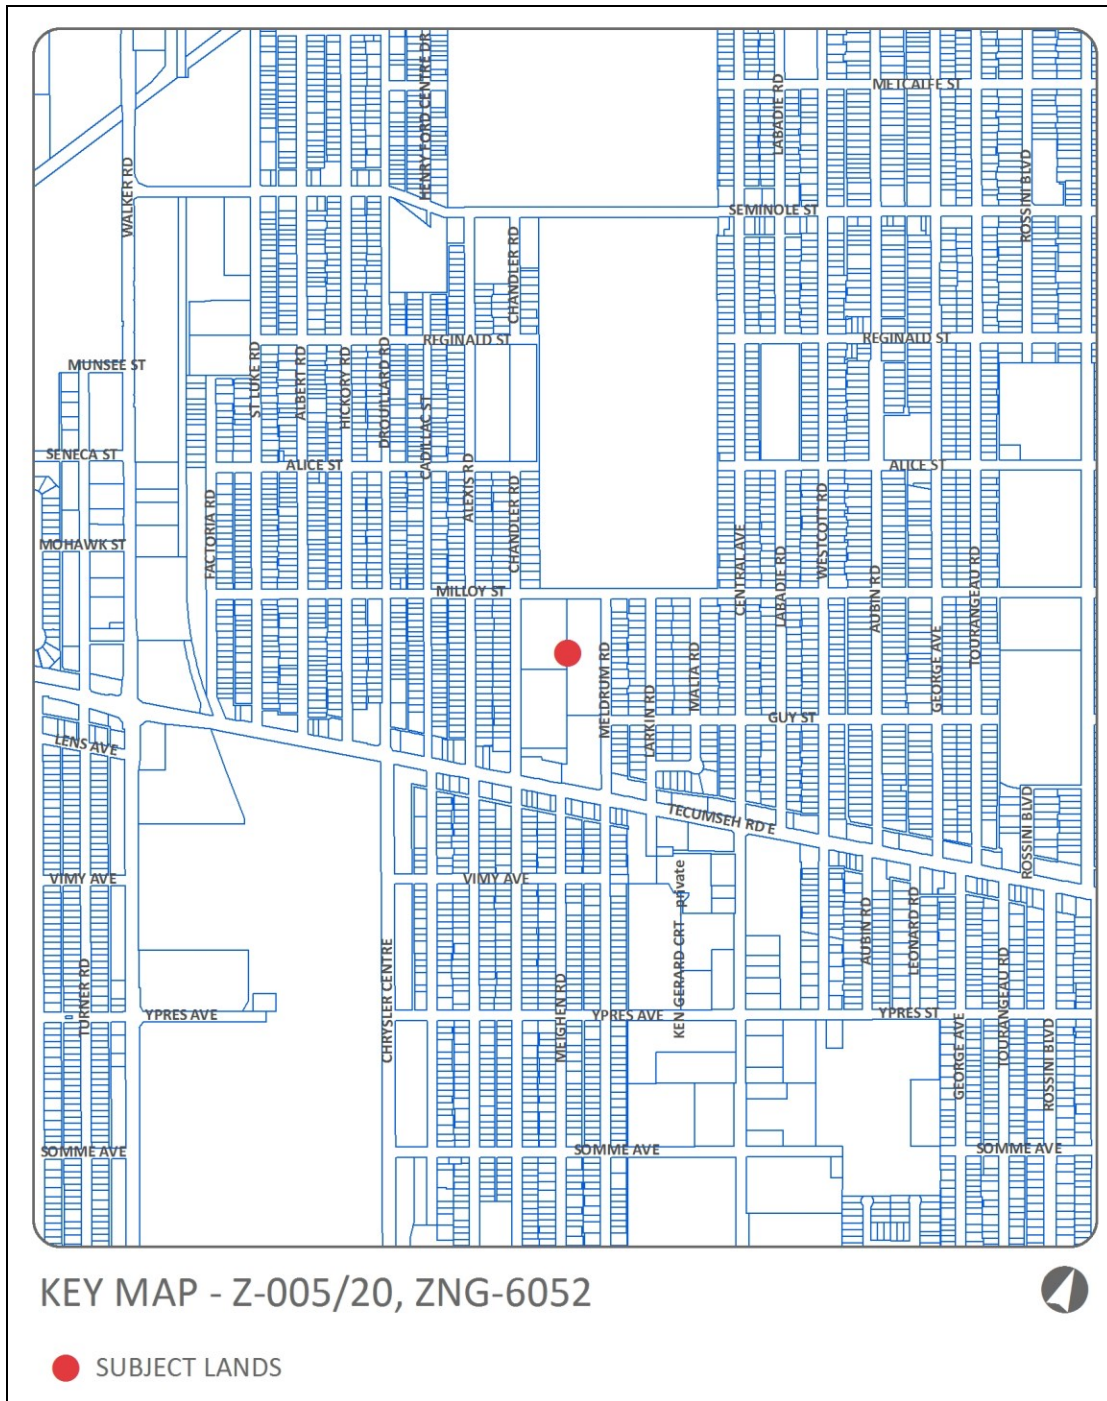 HENRY FORD CENTRE DR
METCALFE ST
LABADIE RD
WALKER RD
ROSSINI BLVD
SEMINOLE ST
CHANDLER RD
REGINALD ST
REGINALD ST
MUNSEE ST
ST LUKE RD
ALBERT RD
HICKORY RD
DROUILLARD RD
CADILLAC ST
SENECA ST
ALICE ST
ALICE ST
ALEXIS RD
CHANDLER RD
FACTORIA RD
WESTCOTT RD
MOHAWK ST
CENTRAL AVE
LABADIE RD
AUBIN RD
TOURANGEAU RD
MILLOY ST
MELDRUM RD
MALTA RD
GEORGE AVE
LARKIN RD
GUY ST
LENS AVE
TECUMSEH RD E
ROSSINI BLVD
VIMY AVE
VIMY AVE
KEN GERARD CRT private
AUBIN RD
LEONARD RD
TURNER RD
CHRYSLER CENTRE
MEIGHEN RD
TOURANGEAU RD
YPRES AVE
YPRES AVE
YPRES ST
GEORGE AVE
ROSSINI BLVD
SOMME AVE
SOMME AVE
SOMME AVE
KEY MAP - Z-005/20, ZNG-6052
SUBJECT LANDS